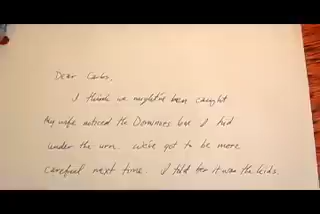 Dear Carlos,
I think we might've been caught
My wife noticed the Dominos box I hid
under the urn. We've got to be more
careful next time. I told her it was the kids.